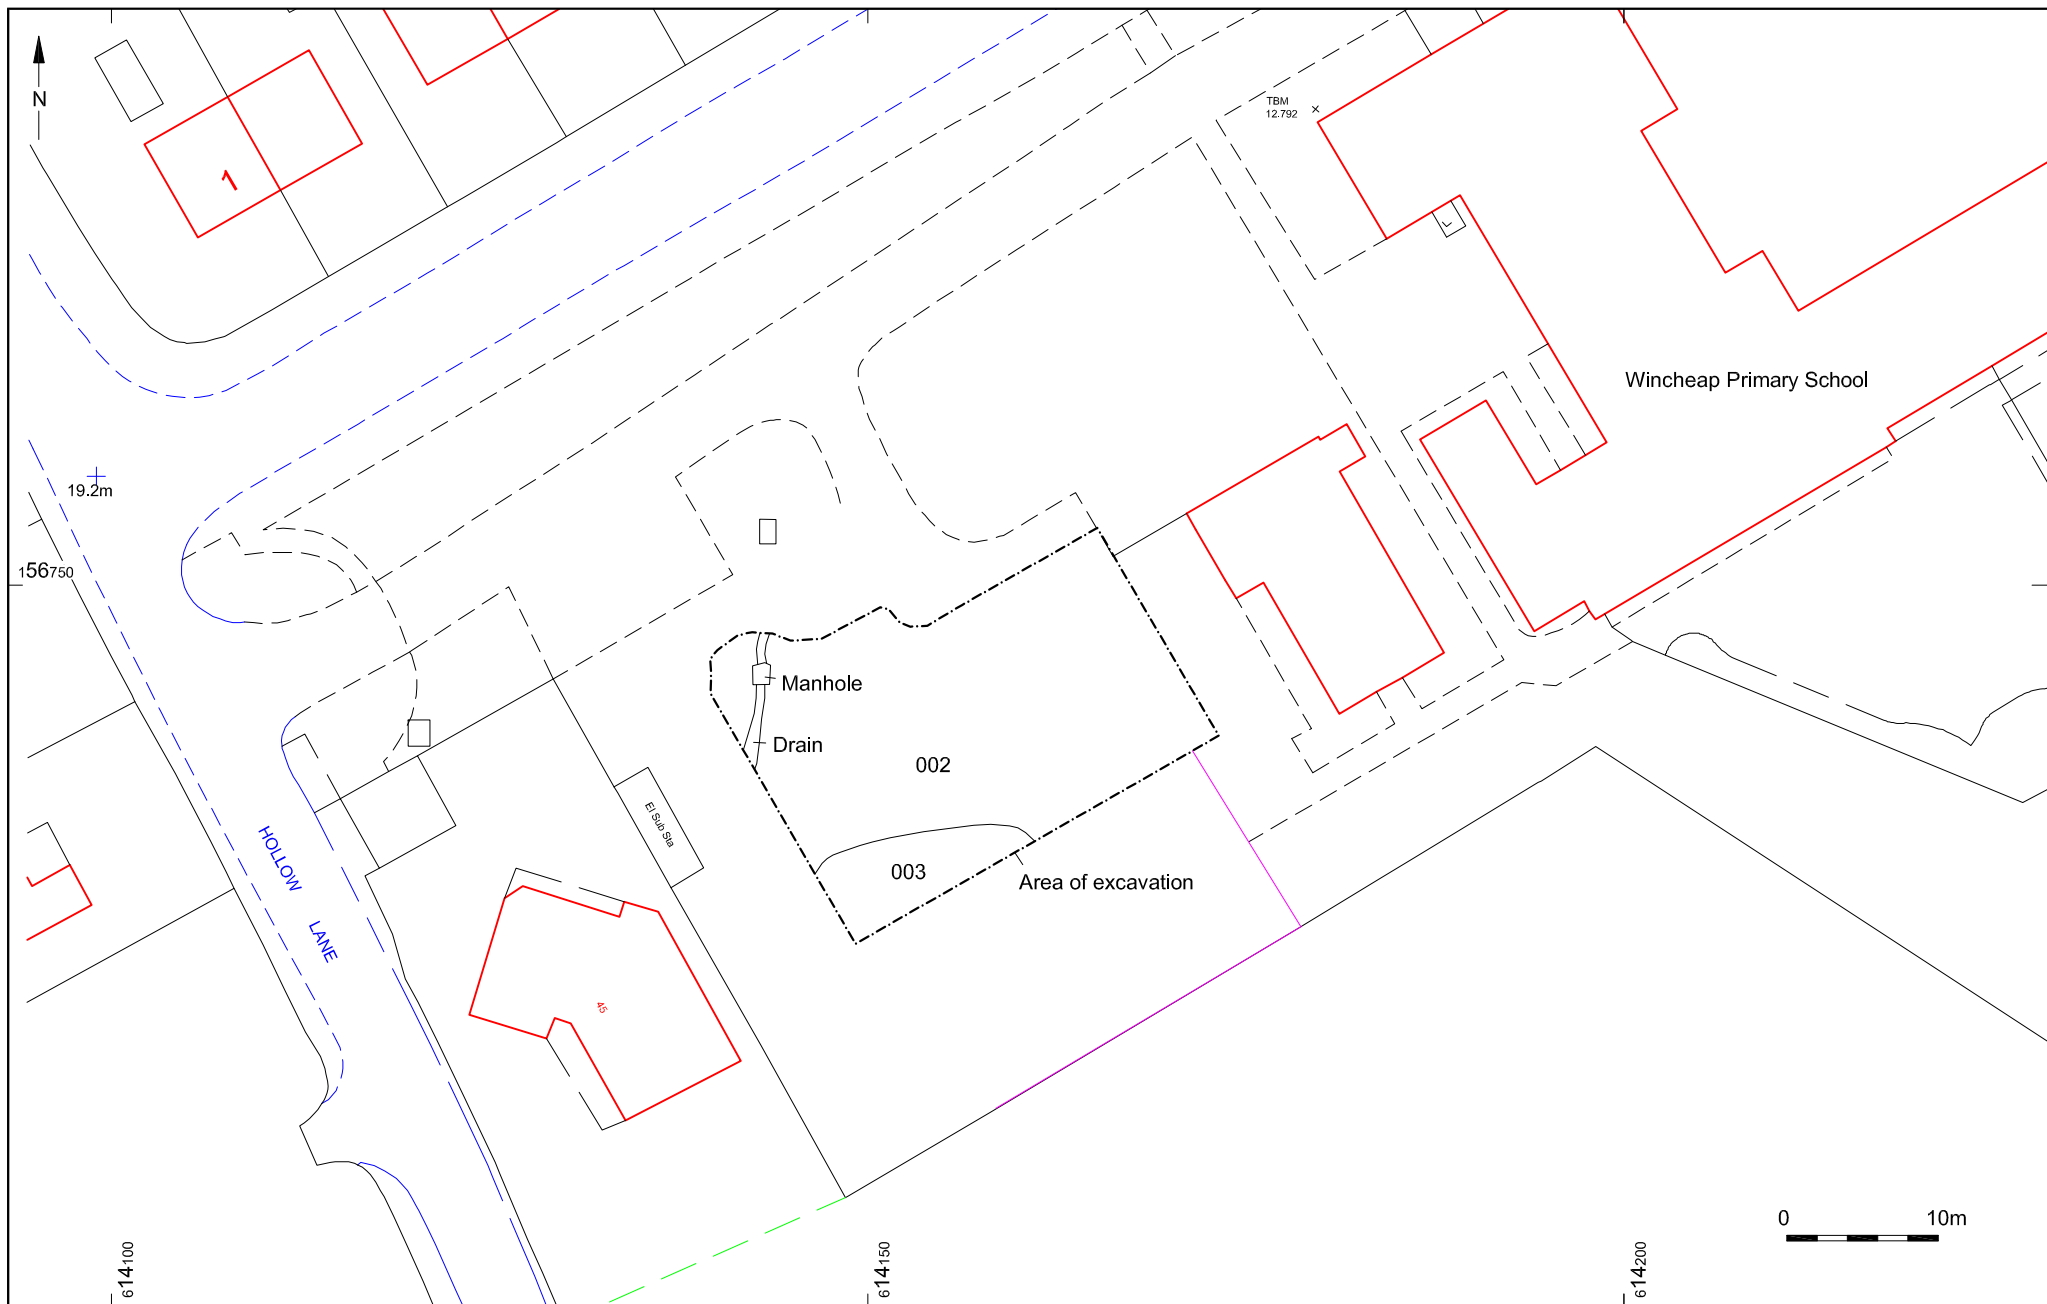 N
1
TBM
12.792
L
Wincheap Primary School
19.2m
156750
Manhole
Drain
002
El Sub Sta
HOLLOW
LANE
003
Area of excavation
45
0 10m
614100
614150
614200